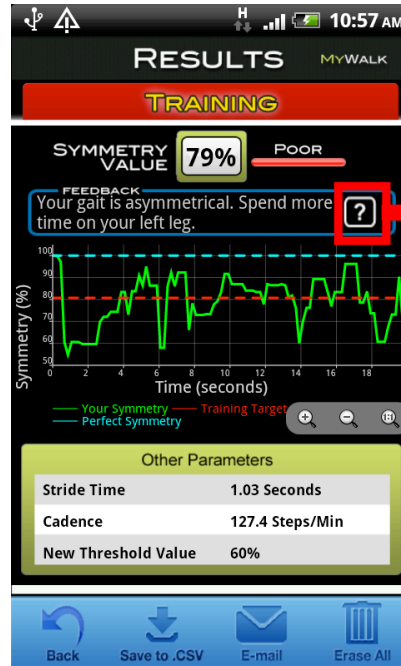 H
10:57 AM
RESULTS MYWALK
TRAINING
SYMMETRY VALUE 79% POOR
FEEDBACK
Your gait is asymmetrical. Spend more
time on your left leg.
?
100
90
80
70
60
50
Symmetry (%)
0 2 4 6 8 10 12 14 16 18
Time (seconds)
Your Symmetry Training Target
Perfect Symmetry
1:1
Other Parameters
Stride Time 1.03 Seconds
Cadence 127.4 Steps/Min
New Threshold Value 60%
Back Save to .CSV E-mail Erase All